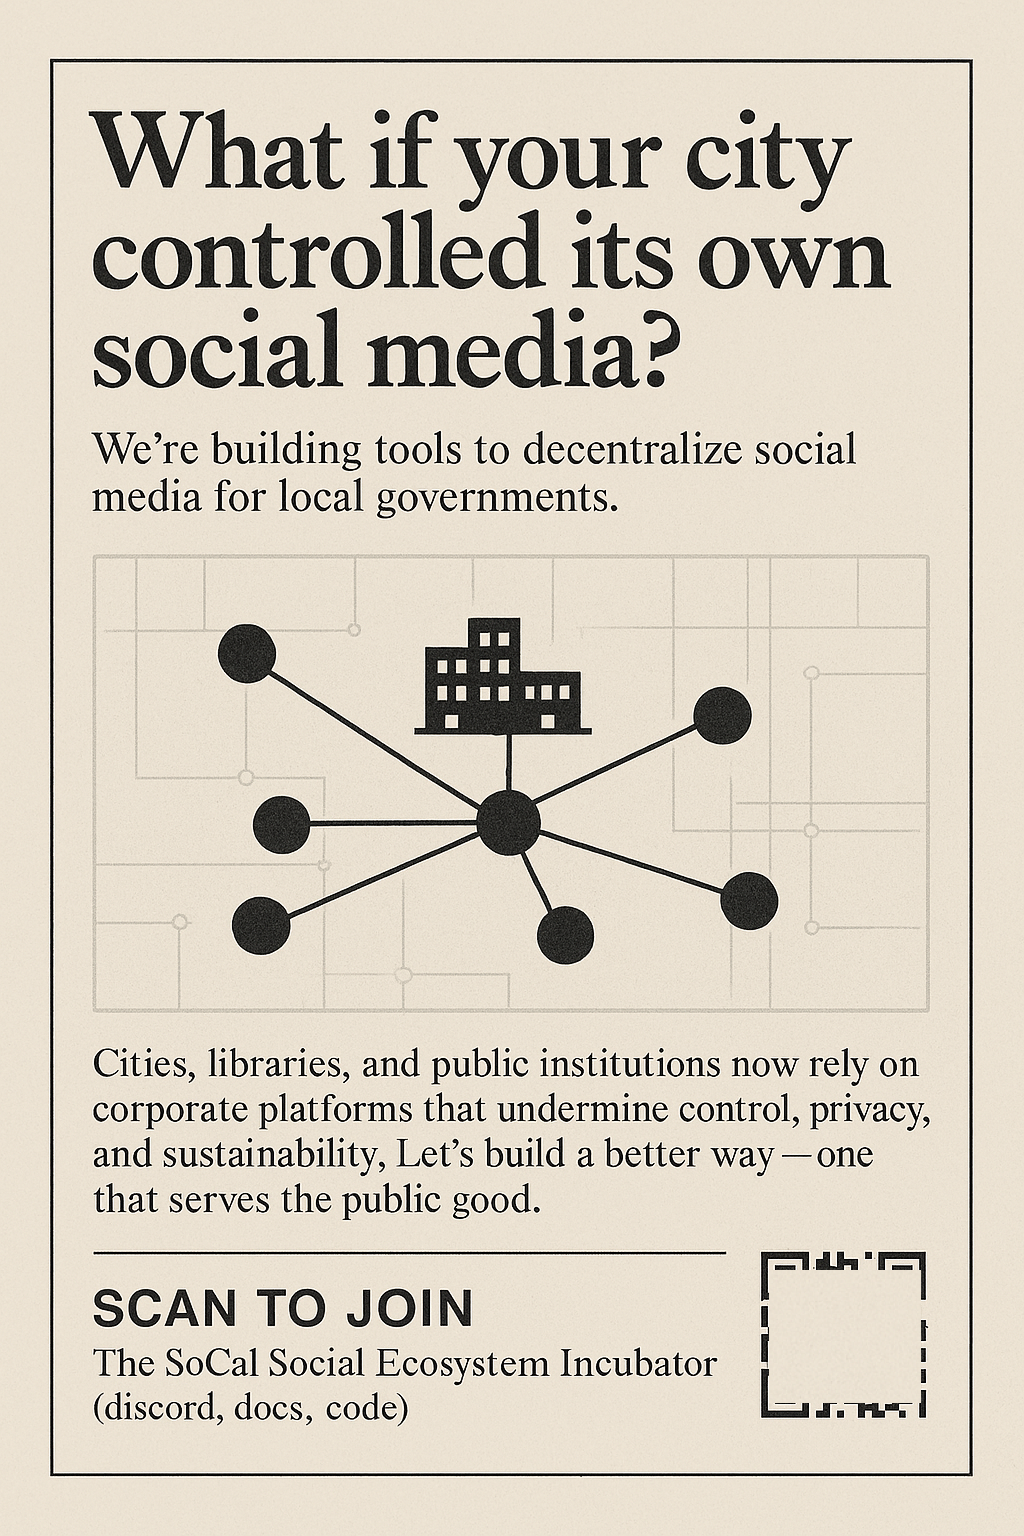 What if your city
controlled its own
social media?
We’re building tools to decentralize social
media for local governments.
Cities, libraries, and public institutions now rely on
corporate platforms that undermine control, privacy,
and sustainability, Let’s build a better way — one
that serves the public good.
SCAN TO JOIN
The SoCal Social Ecosystem Incubator
(discord, docs, code)